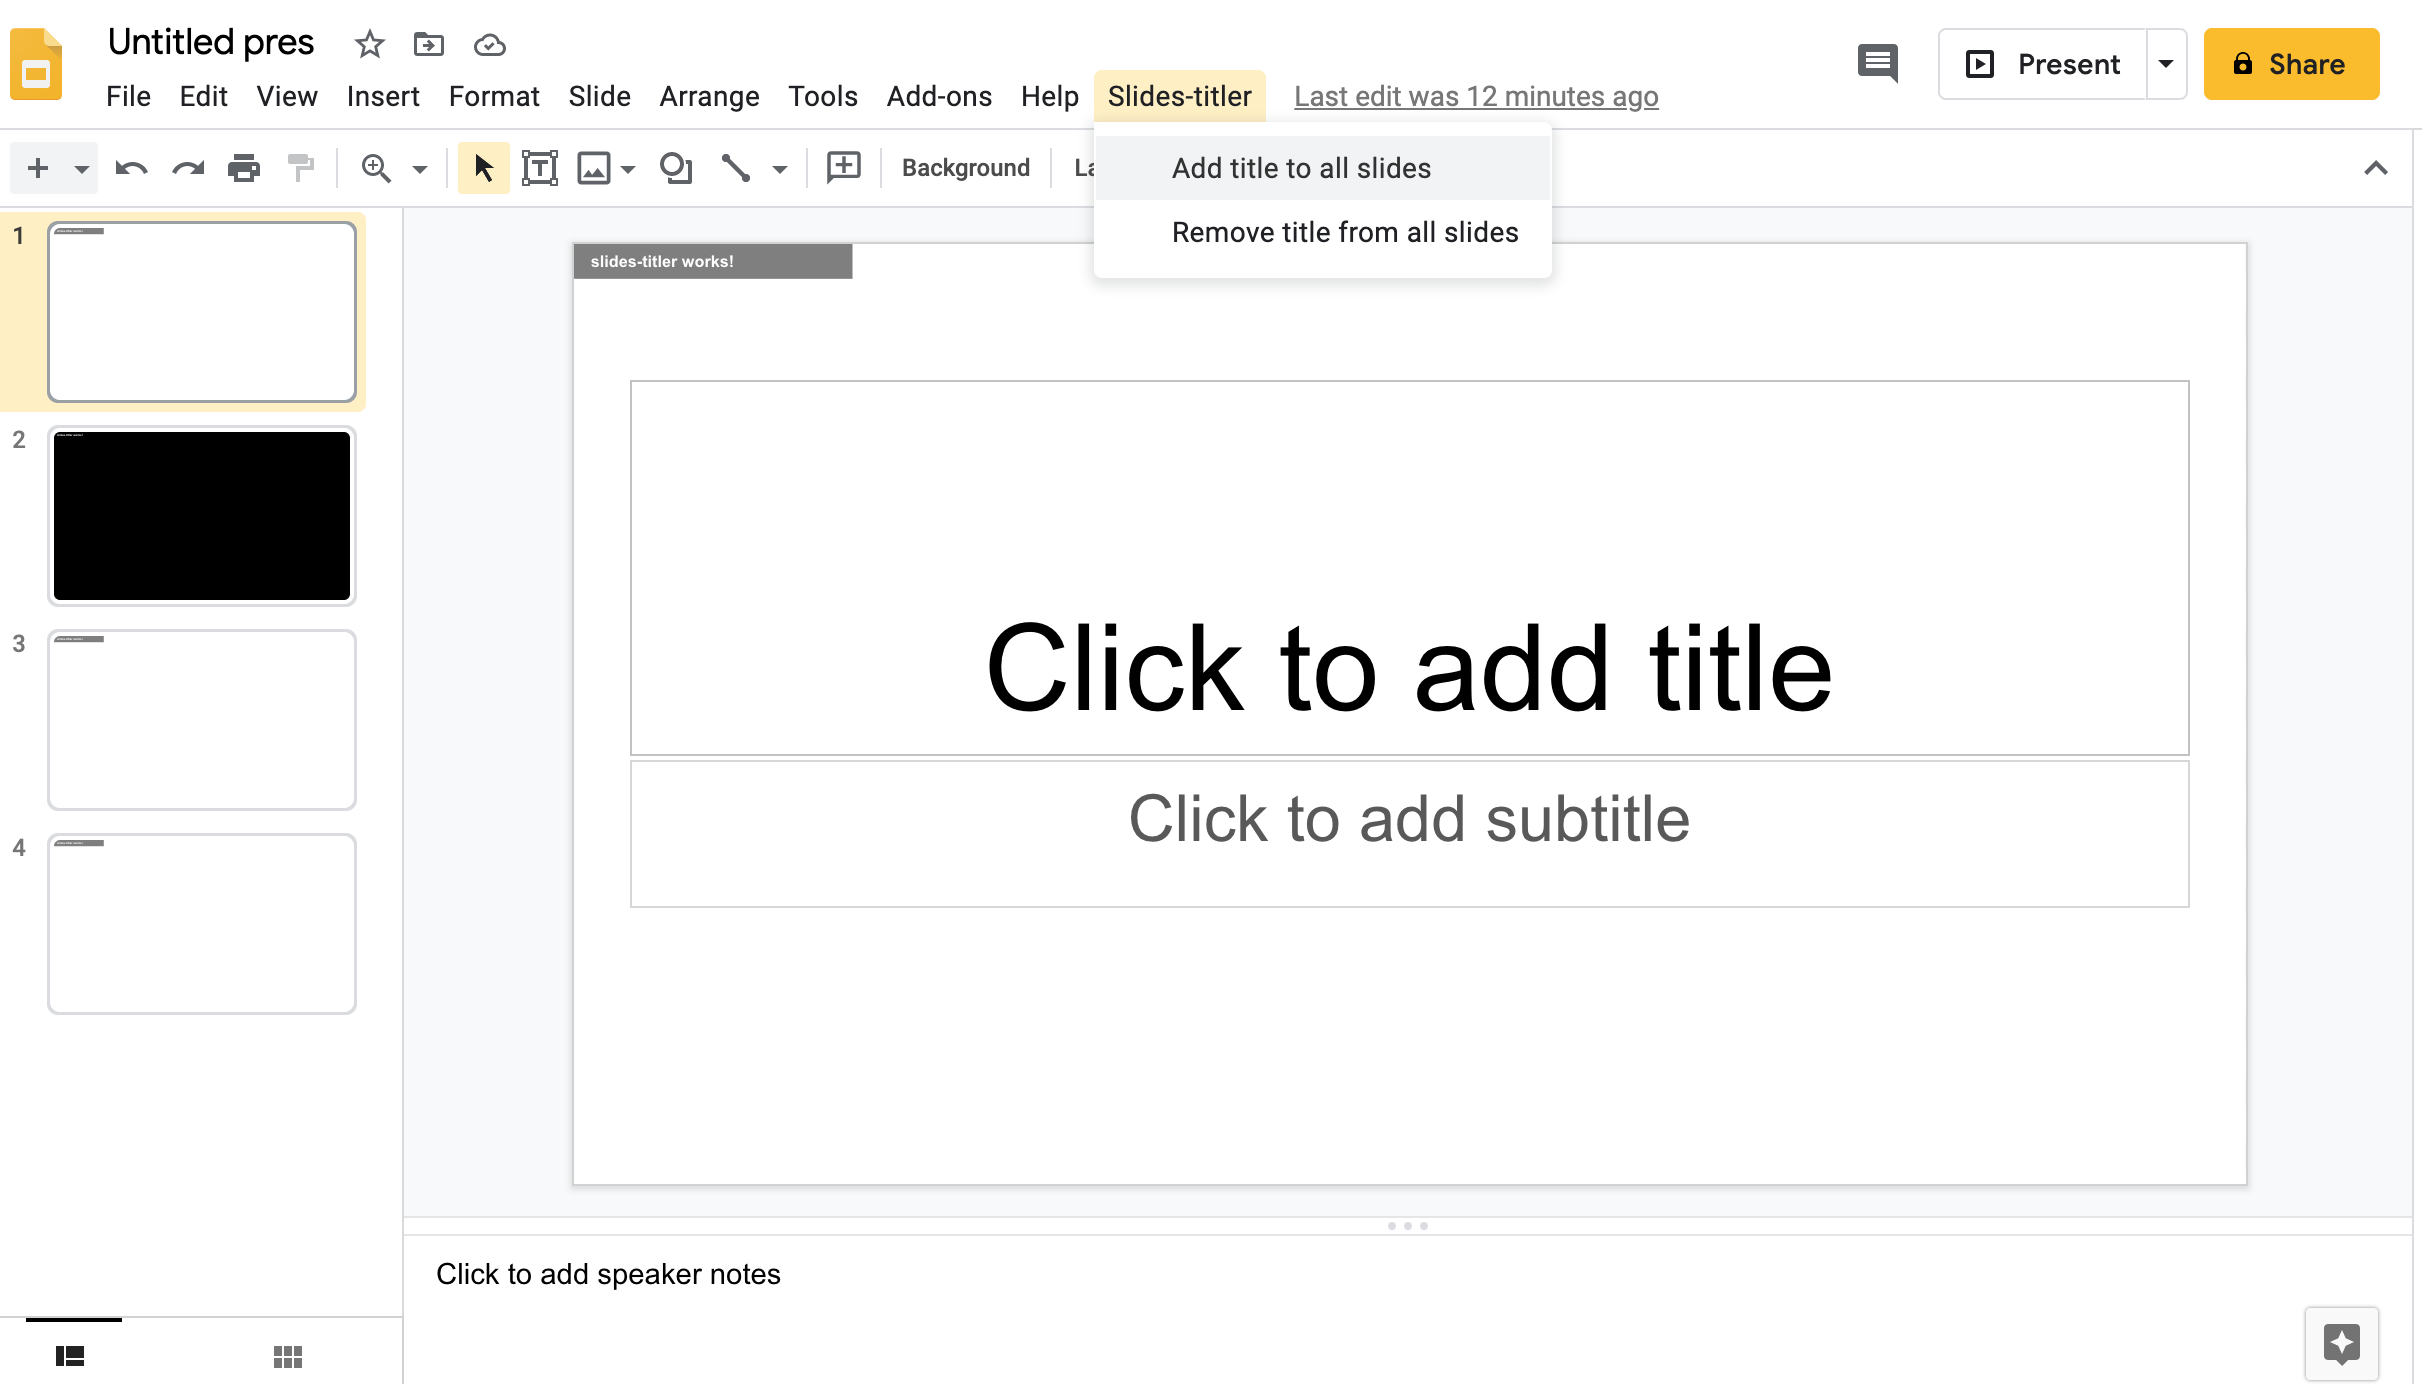 Untitled pres
File Edit View Insert Format Slide Arrange Tools Add-ons Help Slides-titler Last edit was 12 minutes ago
Present
Share
Background
Add title to all slides
Remove title from all slides
1
2
3
4
slides-titler works!
Click to add title
Click to add subtitle
Click to add speaker notes